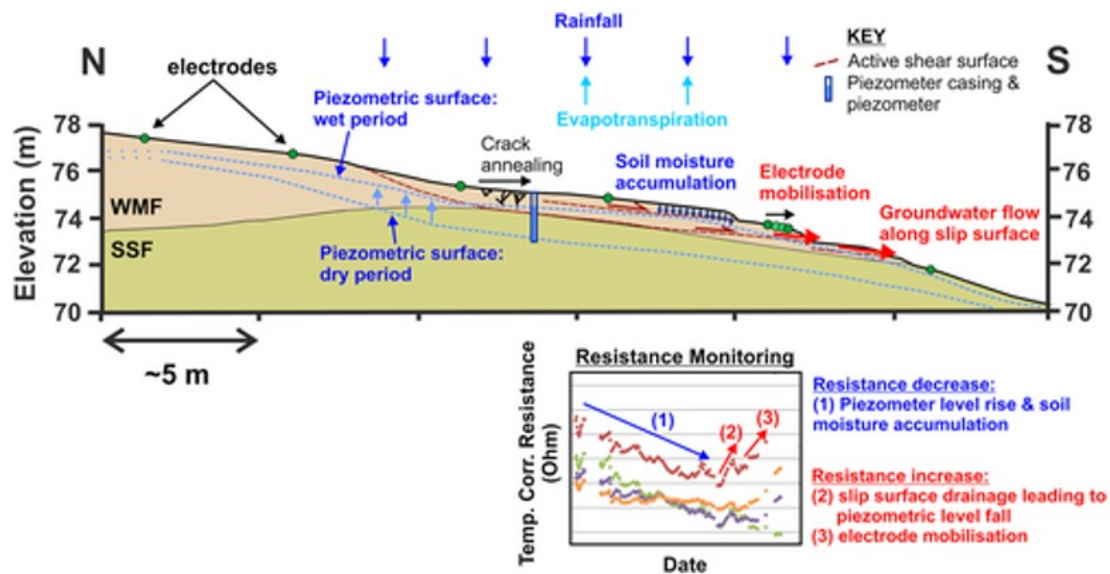 Rainfall
KEY
N
S
electrodes
Active shear surface
Piezometer casing &
piezometer
Piezometric surface:
wet period
Evapotranspiration
Crack
annealing
Soil moisture
accumulation
Electrode
mobilisation
Groundwater flow
along slip surface
Elevation (m)
78
76
74
72
70
78
76
74
72
70
WMF
SSF
Piezometric surface:
dry period
~5 m
Resistance Monitoring
Temp. Corr. Resistance
(Ohm)
(1)
(2)
(3)
Date
Resistance decrease:
(1) Piezometer level rise & soil
moisture accumulation
Resistance increase:
(2) slip surface drainage leading to
piezometric level fall
(3) electrode mobilisation